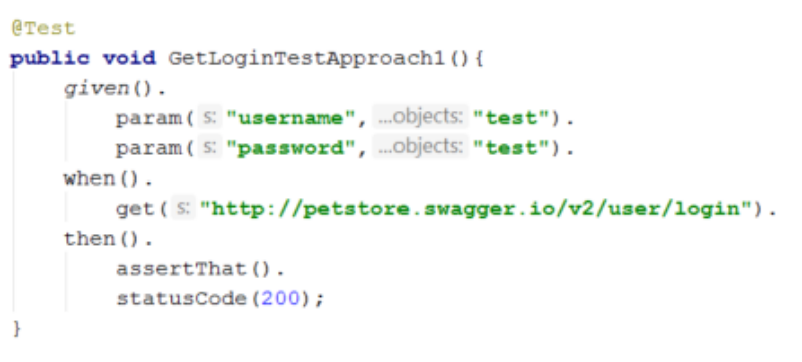 @Test
public void GetLoginTestApproach1(){
given().
param( s: "username", ...objects: "test").
param( s: "password", ...objects: "test").
when().
get( s: "http://petstore.swagger.io/v2/user/login").
then().
assertThat().
statusCode(200);
}